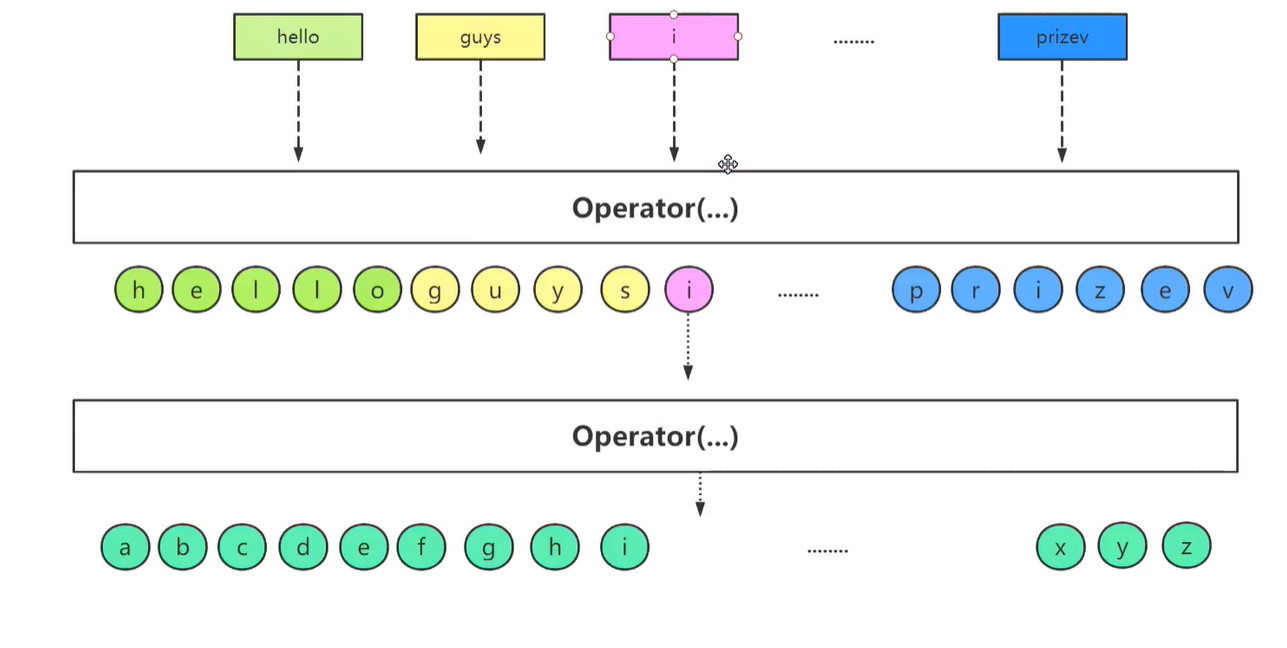 hello guys i ........ prizev
Operator(...)
h e l l o g u y s i ........ p r i z e v
Operator(...)
a b c d e f g h i ........ x y z